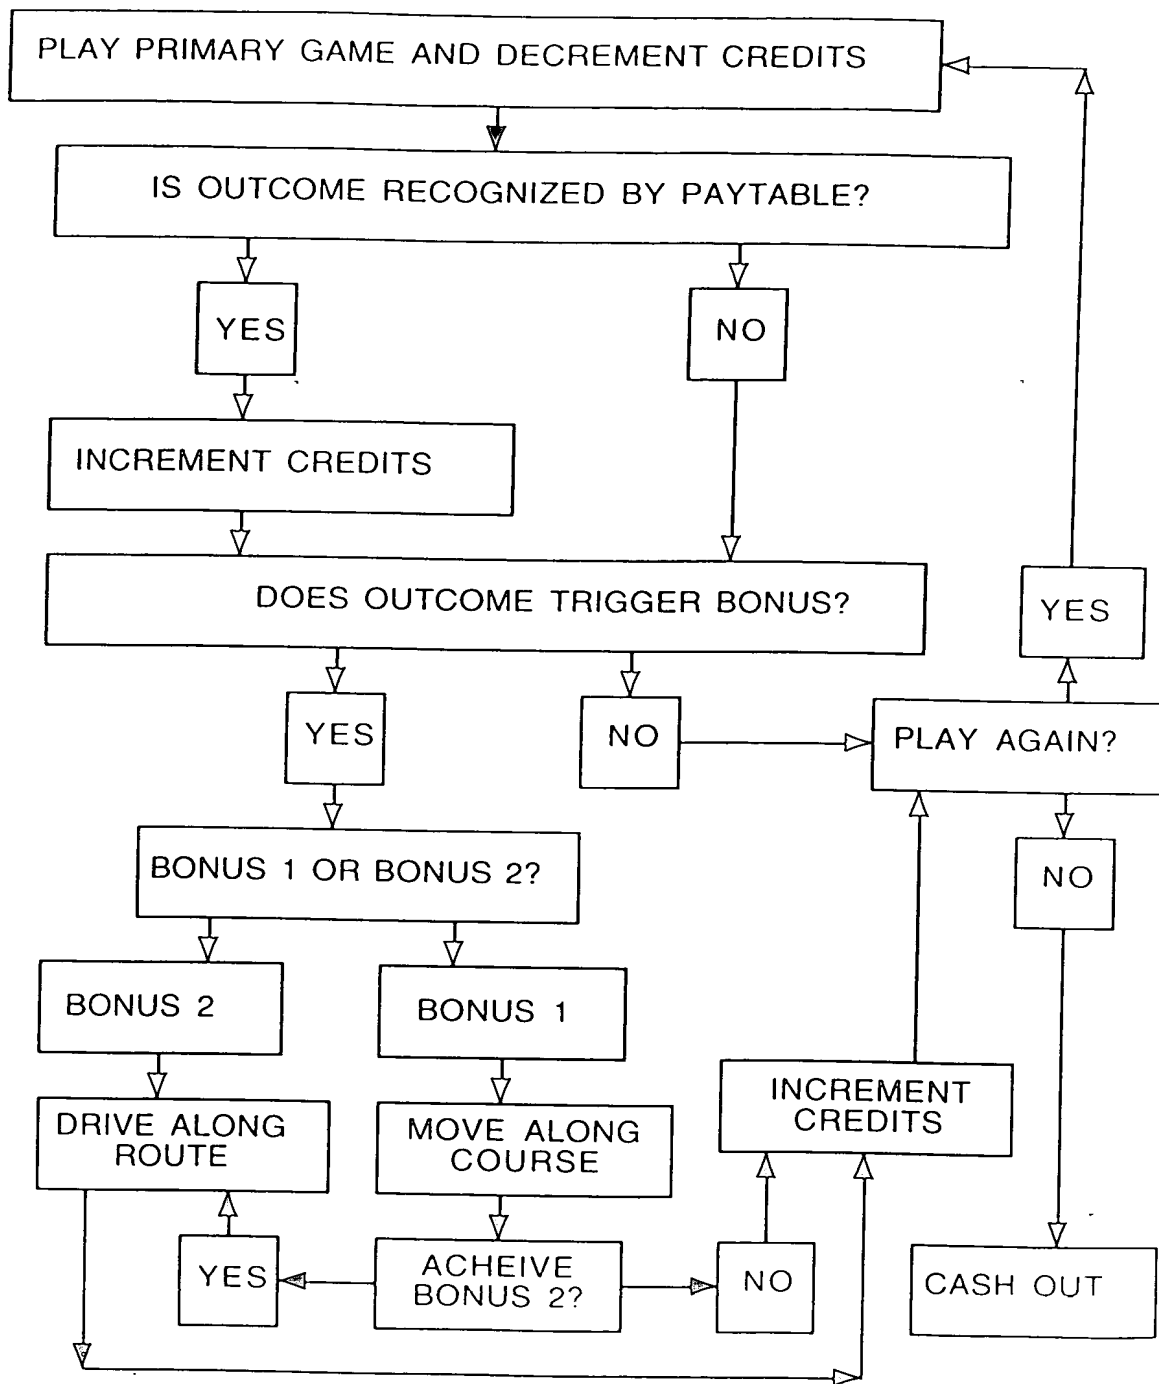 PLAY PRIMARY GAME AND DECREMENT CREDITS
IS OUTCOME RECOGNIZED BY PAYTABLE?
YES
NO
INCREMENT CREDITS
DOES OUTCOME TRIGGER BONUS?
YES
YES
NO
PLAY AGAIN?
BONUS 1 OR BONUS 2?
NO
BONUS 2
BONUS 1
DRIVE ALONG
ROUTE
MOVE ALONG
COURSE
INCREMENT
CREDITS
YES
ACHEIVE
BONUS 2?
NO
CASH OUT